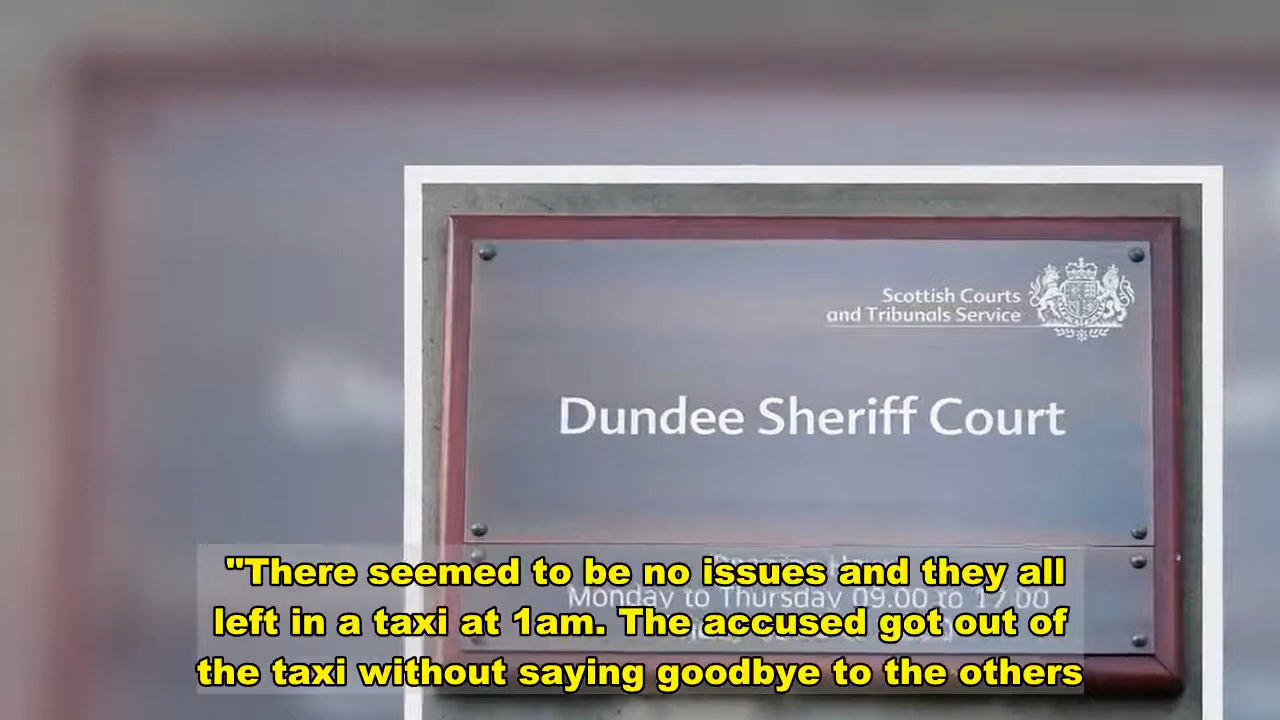 Scottish Courts
and Tribunals Service
Dundee Sheriff Court
Monday to Thursday 09.00 to 17.00
"There seemed to be no issues and they all
left in a taxi at 1am. The accused got out of
the taxi without saying goodbye to the others